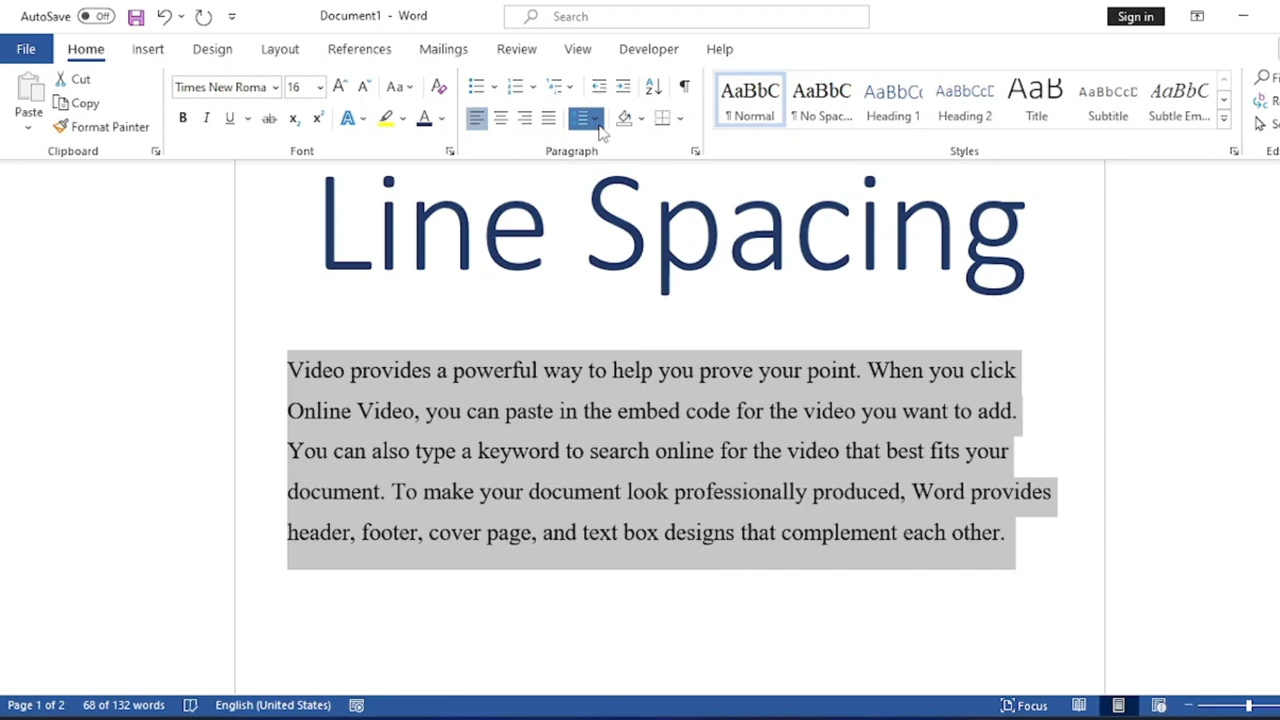 AutoSave Off Document1 - Word Search Sign in
File Home Insert Design Layout References Mailings Review View Developer Help
Paste
Cut
Copy
Format Painter
Clipboard
Times New Roma 16
Font
Paragraph
AaBbC AaBbC AaBbC AaBbCcD AaB AaBbCcD AaBbC
¶ Normal ¶ No Spac... Heading 1 Heading 2 Title Subtitle Subtle Em...
Styles
Line Spacing
Video provides a powerful way to help you prove your point. When you click
Online Video, you can paste in the embed code for the video you want to add.
You can also type a keyword to search online for the video that best fits your
document. To make your document look professionally produced, Word provides
header, footer, cover page, and text box designs that complement each other.
Page 1 of 2 68 of 132 words English (United States) Focus